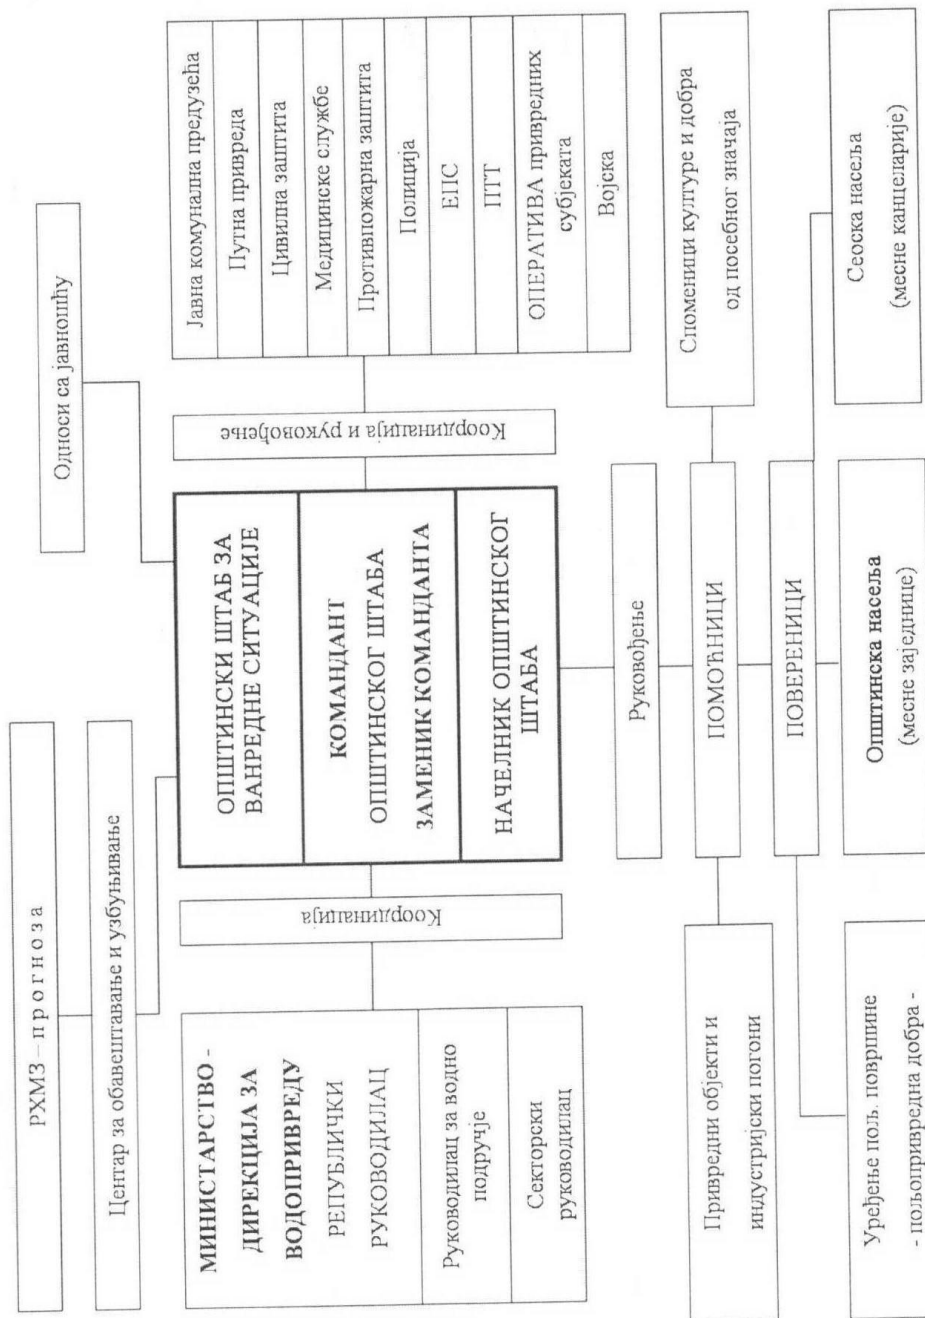 РХМЗ – п р о г н о з а
Центар за обавештавање и узбуњивање
Односи са јавношћу
МИНИСТАРСТВО -
ДИРЕКЦИЈА ЗА
ВОДОПРИВРЕДУ
РЕПУБЛИЧКИ
РУКОВОДИЛАЦ
Руководилац за водно
подручје
Секторски
руководилац
Координација
ОПШТИНСКИ ШТАБ ЗА
ВАНРЕДНЕ СИТУАЦИЈЕ
КОМАНДАНТ
ОПШТИНСКОГ ШТАБА
ЗАМЕНИК КОМАНДАНТА
НАЧЕЛНИК ОПШТИНСКОГ
ШТАБА
Координација и руковођење
Јавна комунална предузећа
Путна привреда
Цивилна заштита
Медицинске службе
Противпожарна заштита
Полиција
ЕПС
ПТТ
ОПЕРАТИВА привредних
субјеката
Војска
Руковођење
Привредни објекти и
индустријски погони
ПОМОЋНИЦИ
Споменици културе и добра
од посебног значаја
ПОВЕРЕНИЦИ
Уређење пољ. површине
- пољопривредна добра -
Општинска насеља
(месне заједнице)
Сеоска насеља
(месне канцеларије)